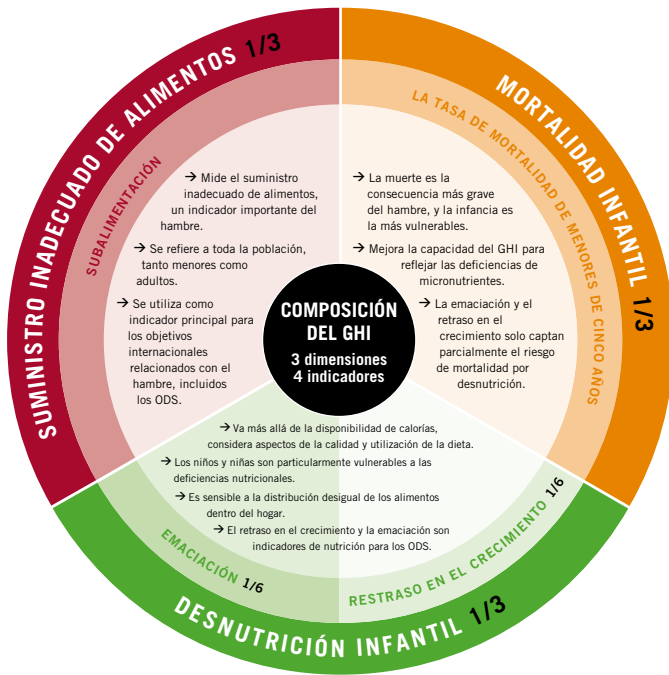 SUMINISTRO INADECUADO DE ALIMENTOS 1/3
SUBALIMENTACIÓN
→ Mide el suministro
inadecuado de alimentos,
un indicador importante del
hambre.
→ Se refiere a toda la población,
tanto menores como
adultos.
→ Se utiliza como
indicador principal para
los objetivos
internacionales
relacionados con el
hambre, incluidos
los ODS.
MORTALIDAD INFANTIL 1/3
LA TASA DE MORTALIDAD DE MENORES DE CINCO AÑOS
→ La muerte es la
consecuencia más grave
del hambre, y la infancia es
la más vulnerables.
→ Mejora la capacidad del GHI para
reflejar las deficiencias de
micronutrientes.
→ La emaciación y el
retraso en el
crecimiento solo captan
parcialmente el riesgo
de mortalidad por
desnutrición.
COMPOSICIÓN
DEL GHI
3 dimensiones
4 indicadores
→ Va más allá de la disponibilidad de calorías,
considera aspectos de la calidad y utilización de la dieta.
→ Los niños y niñas son particularmente vulnerables a las
deficiencias nutricionales.
→ Es sensible a la distribución desigual de los alimentos
dentro del hogar.
→ El retraso en el crecimiento y la emaciación son
indicadores de nutrición para los ODS.
EMACIACIÓN 1/6
RESTRASO EN EL CRECIMIENTO 1/6
DESNUTRICIÓN INFANTIL 1/3